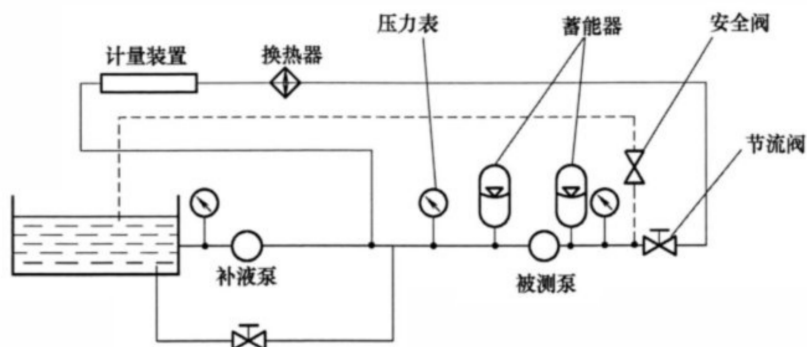 压力表
蓄能器
安全阀
计量装置
换热器
节流阀
补液泵
被测泵